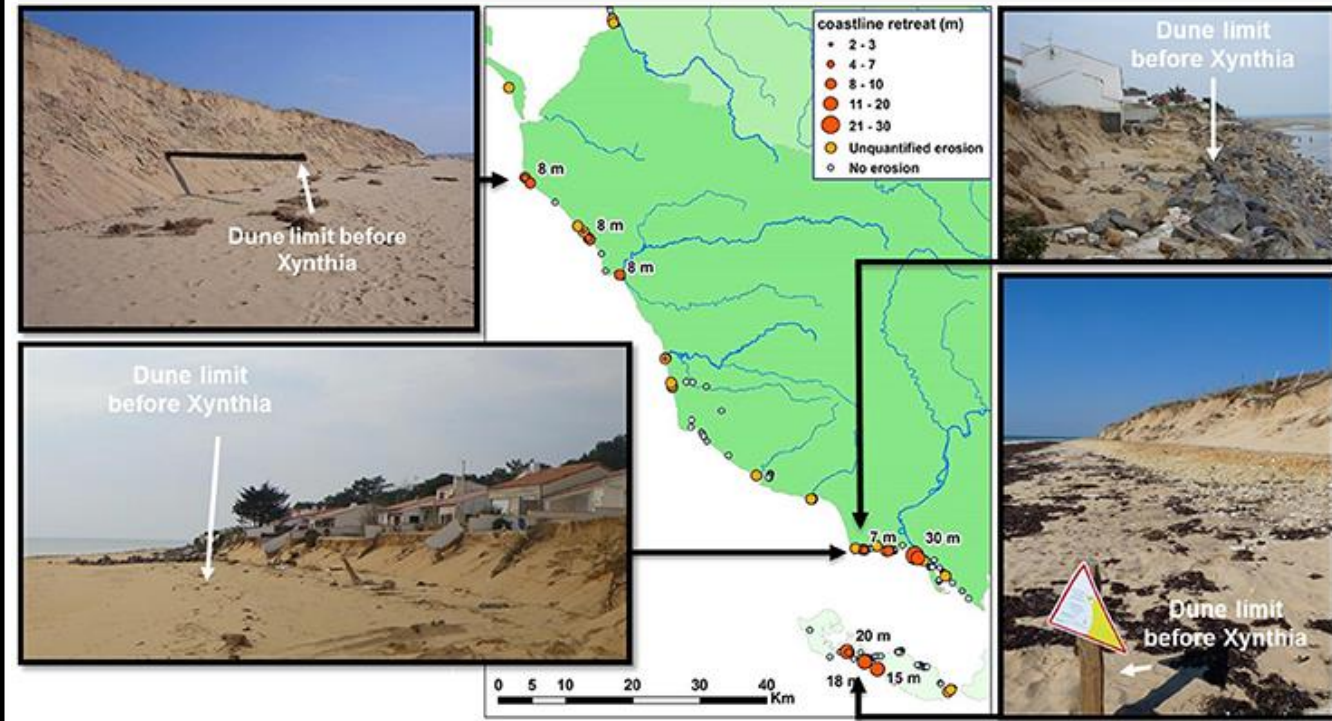 Dune limit before
Xynthia
Dune limit
before Xynthia
coastline retreat (m)
2 - 3
4 - 7
8 - 10
11 - 20
21 - 30
Unquantified erosion
No erosion
8 m
8 m
8 m
7 m
30 m
20 m
18 m
15 m
0 5 10 20 30 40
Km
Dune limit
before Xynthia
Dune limit
before Xynthia